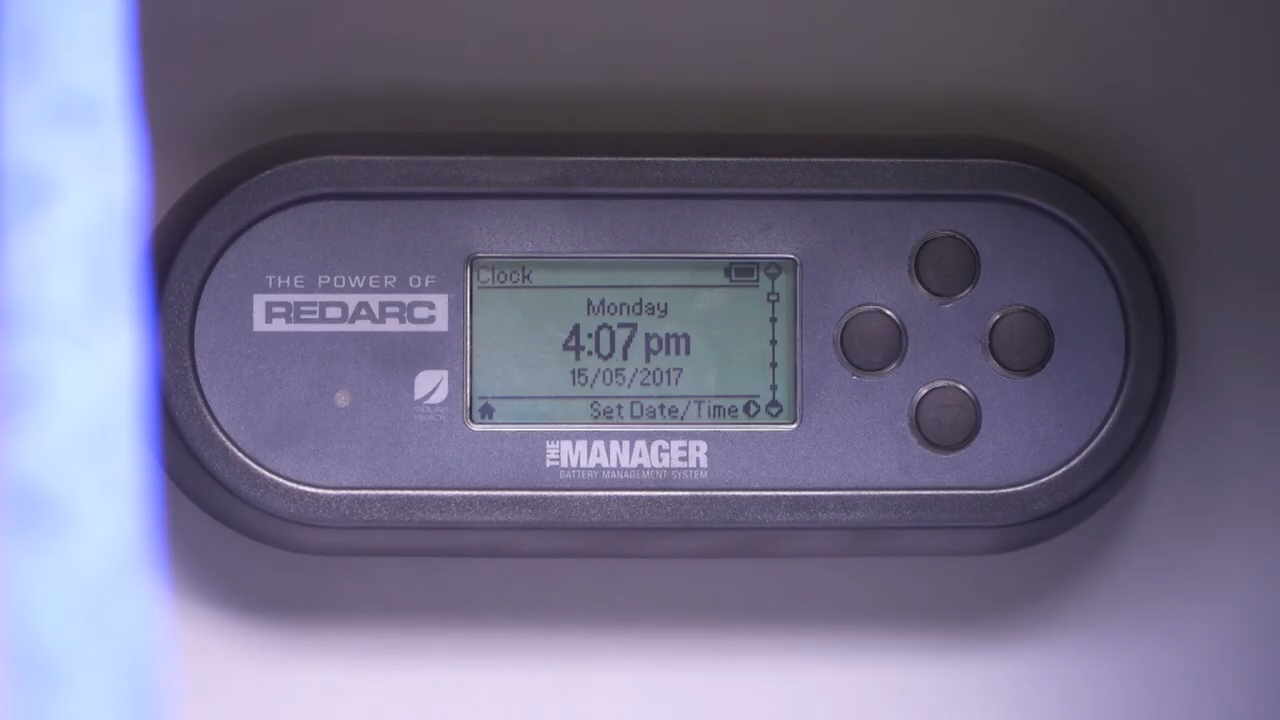 THE POWER OF
REDARC
Clock
Monday
4:07 pm
15/05/2017
Set Date/Time
THE MANAGER
BATTERY MANAGEMENT SYSTEM